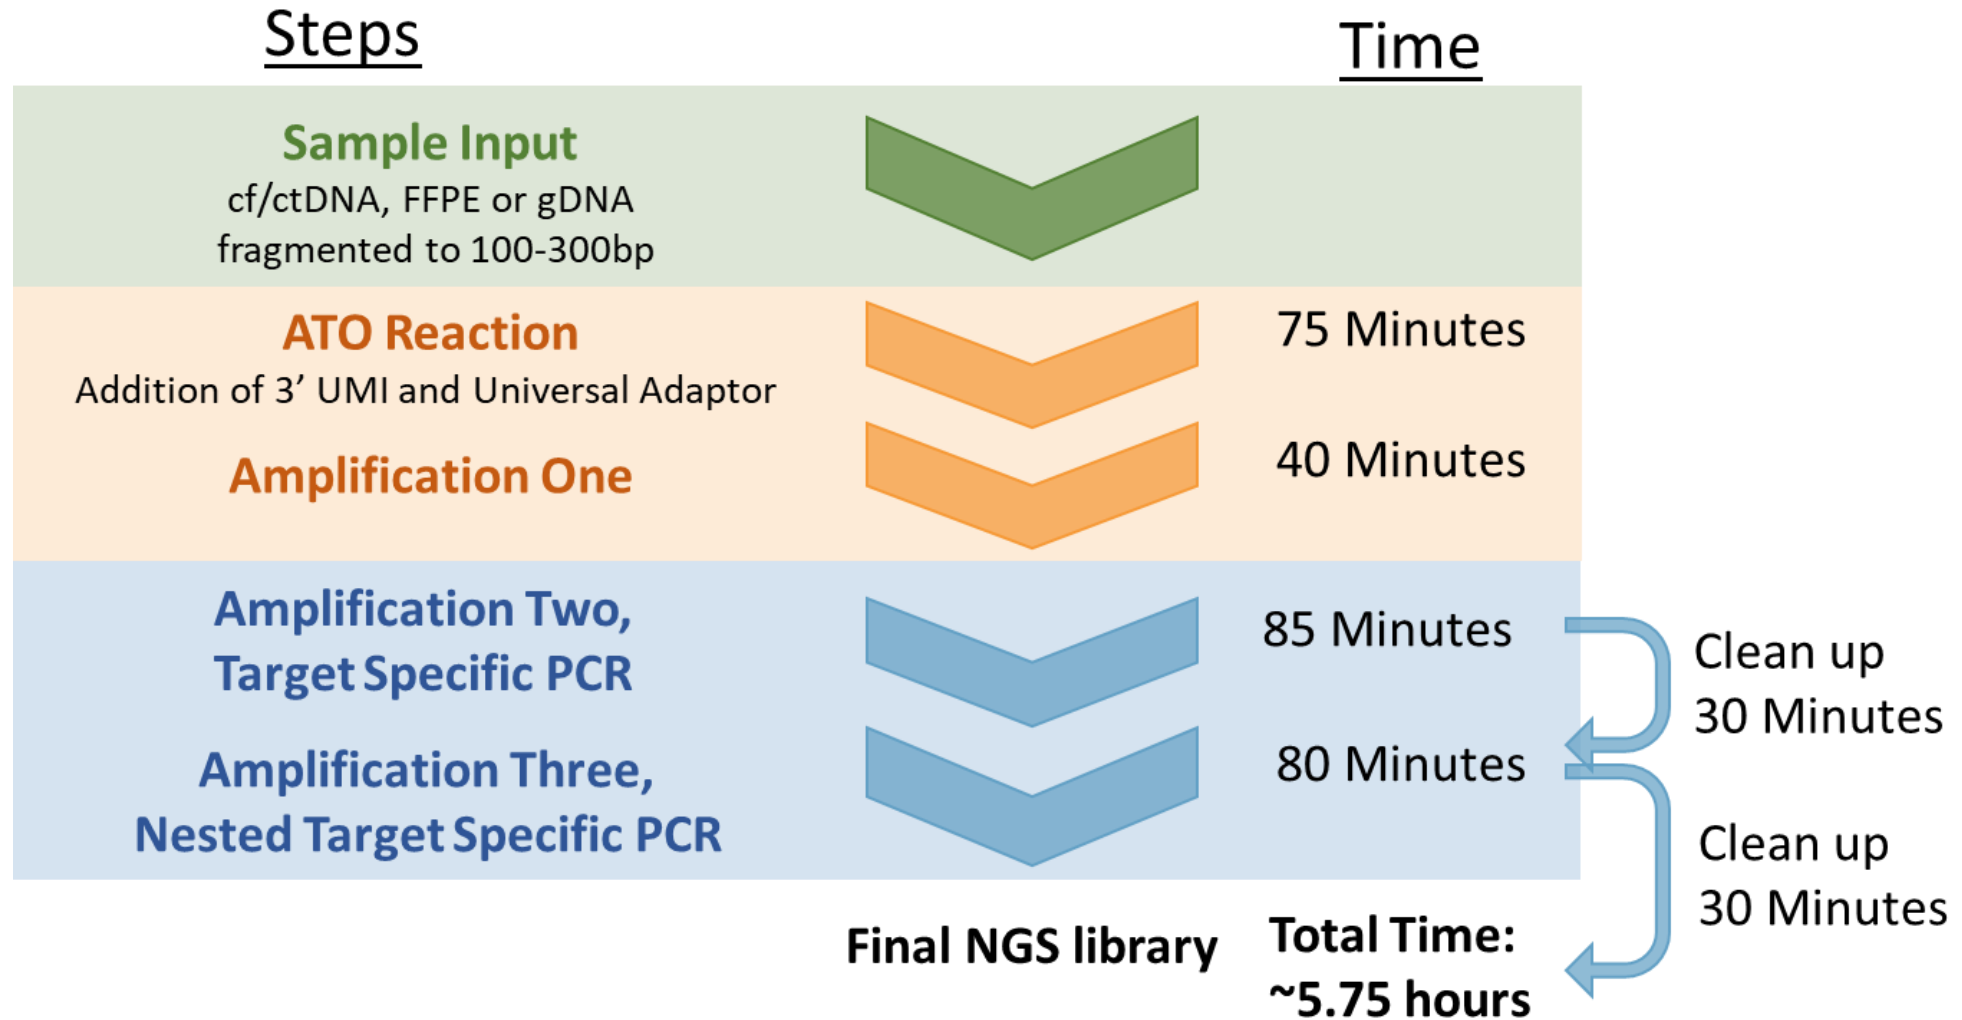 Steps
Time
Sample Input
cf/ctDNA, FFPE or gDNA
fragmented to 100-300bp
ATO Reaction
75 Minutes
Addition of 3’ UMI and Universal Adaptor
Amplification One
40 Minutes
Amplification Two,
Target Specific PCR
85 Minutes
Clean up
30 Minutes
Amplification Three,
Nested Target Specific PCR
80 Minutes
Clean up
30 Minutes
Final NGS library
Total Time:
~5.75 hours